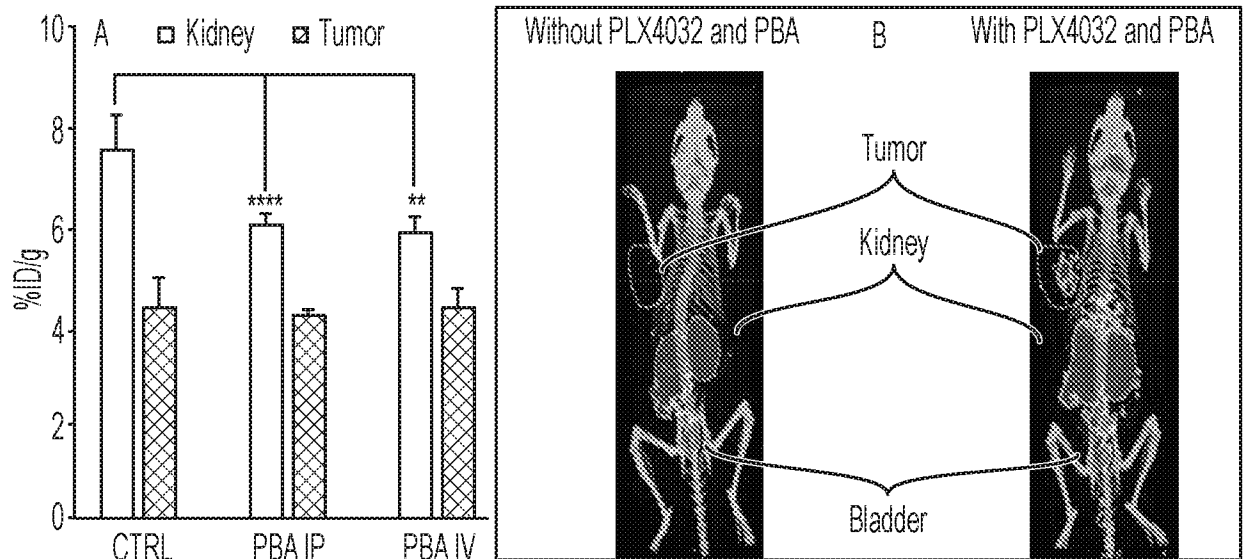 A
Kidney
Tumor
%ID/g
10
8
6
4
2
0
****
**
CTRL
PBA IP
PBA IV
Without PLX4032 and PBA
B
With PLX4032 and PBA
Tumor
Kidney
Bladder